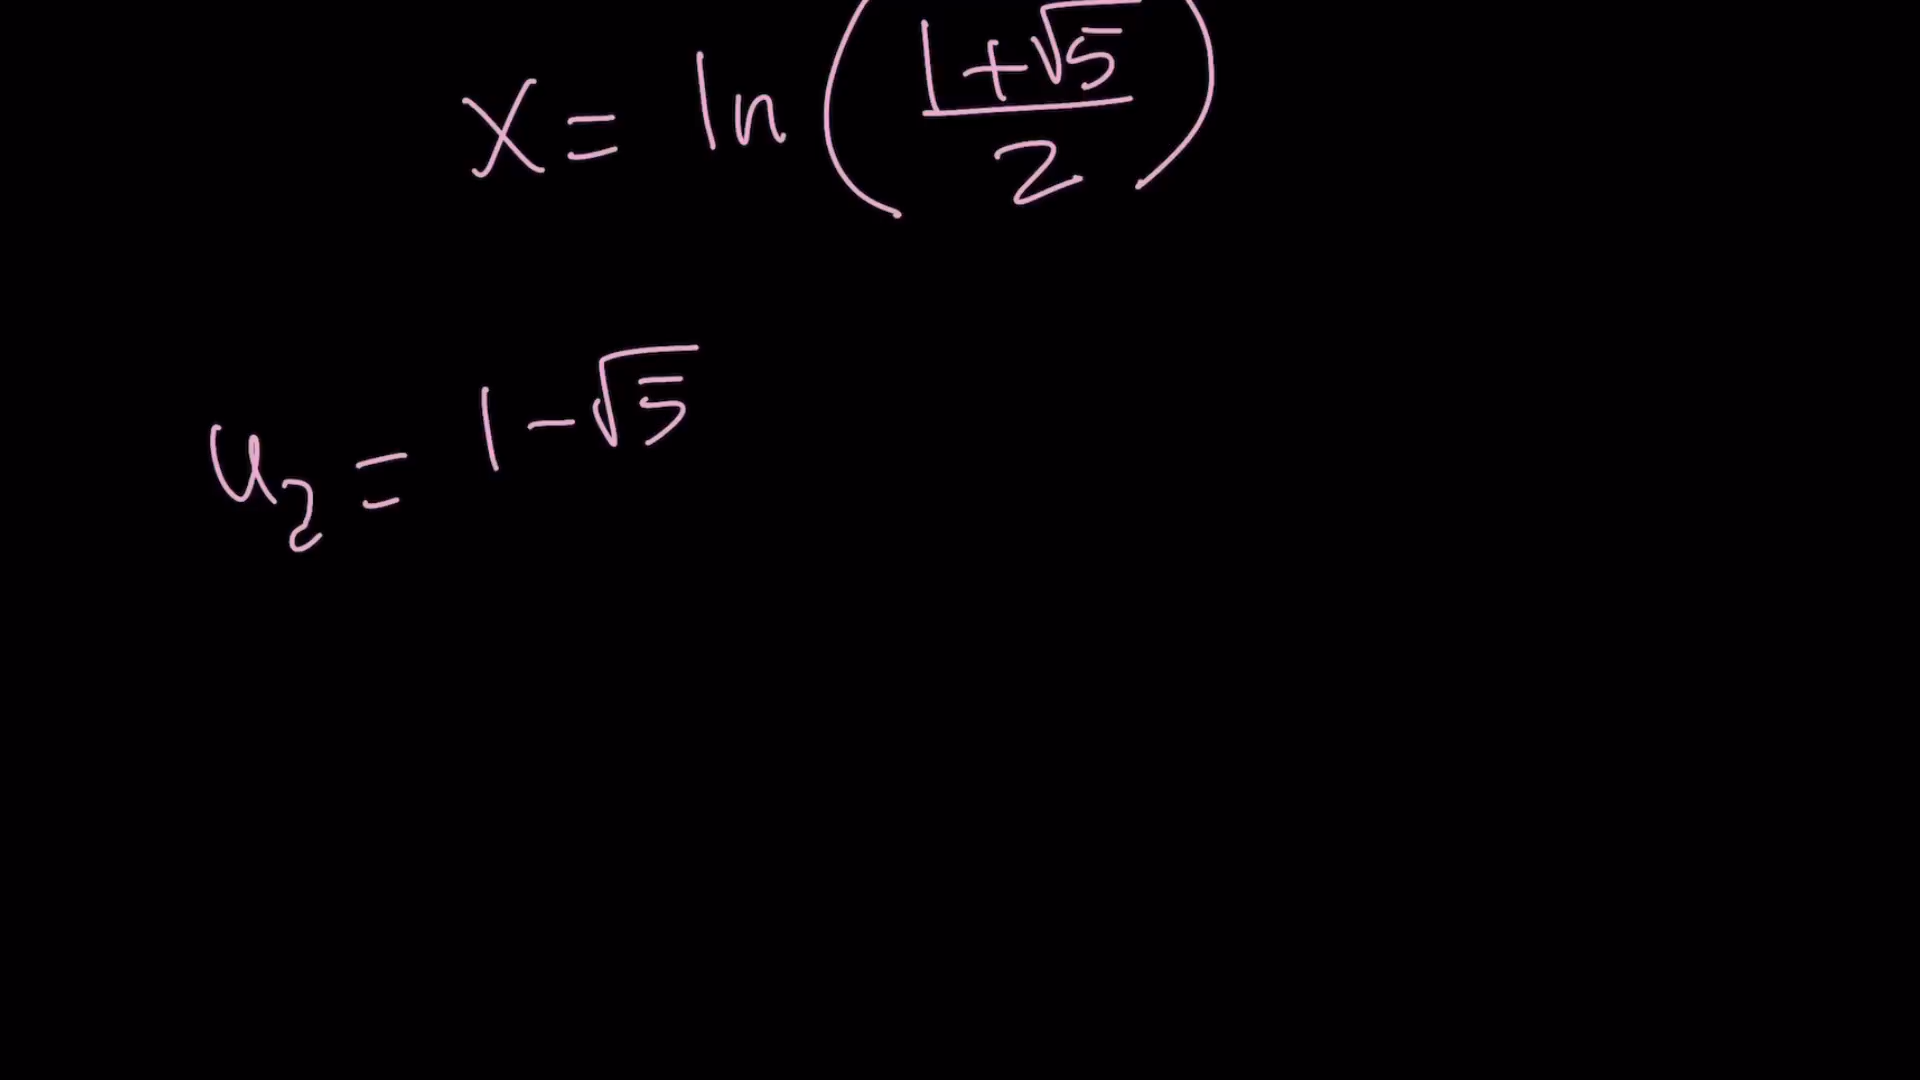 x = ln((1+√5)/2)
u₂ = 1-√5